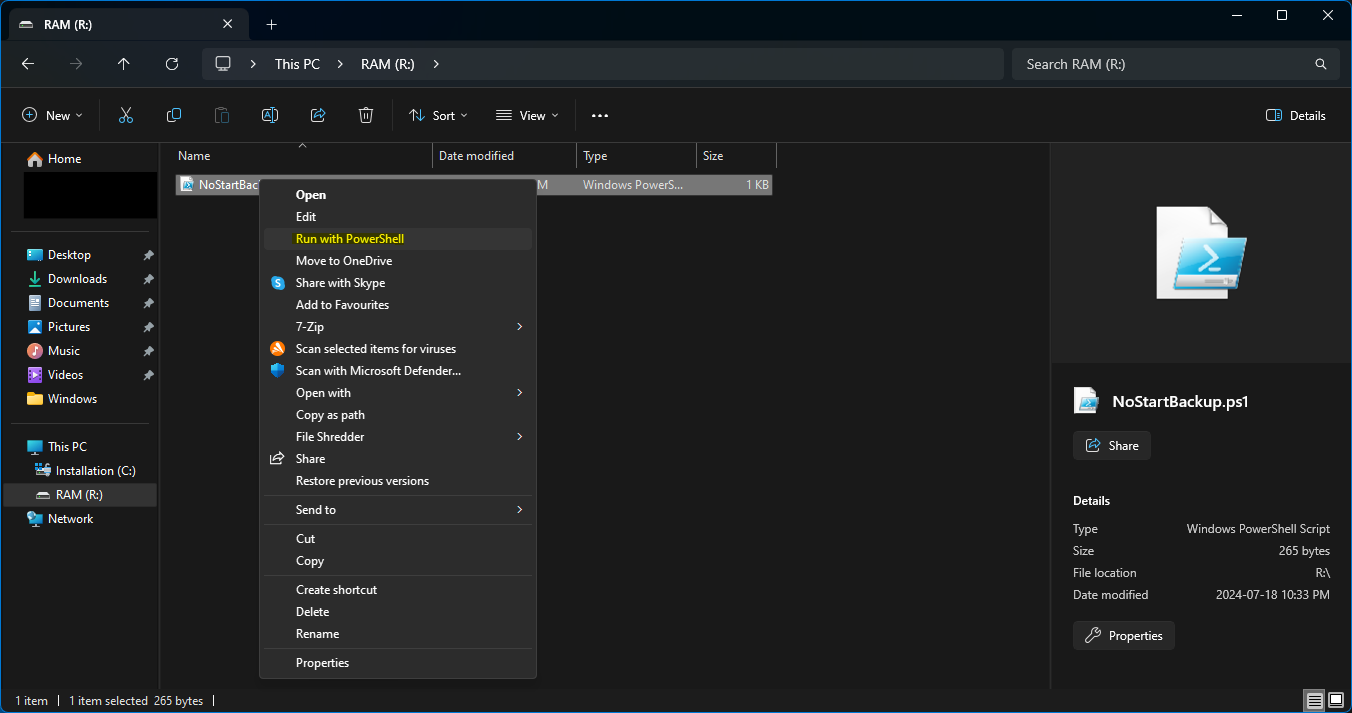 RAM (R:)
This PC
RAM (R:)
Search RAM (R:)
New
Sort
View
Details
Home
Desktop
Downloads
Documents
Pictures
Music
Videos
Windows
This PC
Installation (C:)
RAM (R:)
Network
Name
Date modified
Type
Size
NoStartBac
M
Windows PowerS...
1 KB
Open
Edit
Run with PowerShell
Move to OneDrive
Share with Skype
Add to Favourites
7-Zip
Scan selected items for viruses
Scan with Microsoft Defender...
Open with
Copy as path
File Shredder
Share
Restore previous versions
Send to
Cut
Copy
Create shortcut
Delete
Rename
Properties
NoStartBackup.ps1
Share
Details
Type Windows PowerShell Script
Size 265 bytes
File location R:\
Date modified 2024-07-18 10:33 PM
Properties
1 item
1 item selected 265 bytes